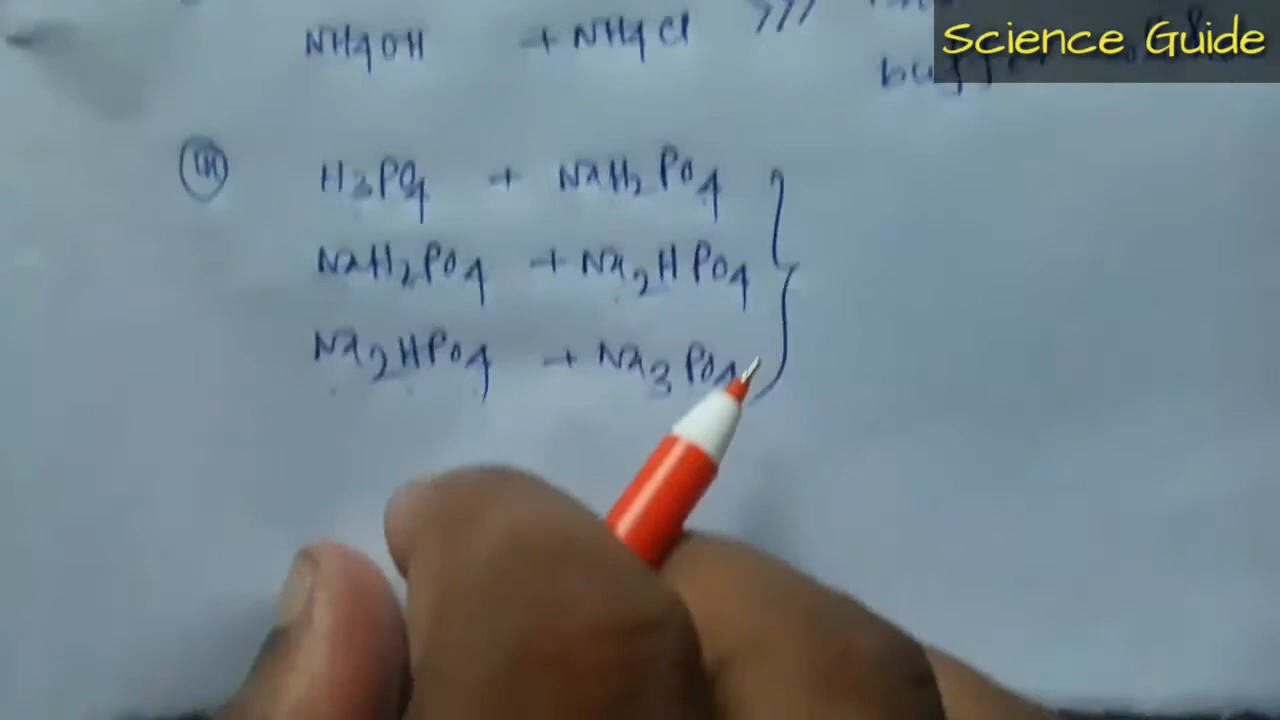 Science Guide
NH4OH + NH4Cl
(III) H3PO4 + NaH2PO4
NaH2PO4 + Na2HPO4
Na2HPO4 + Na3PO4